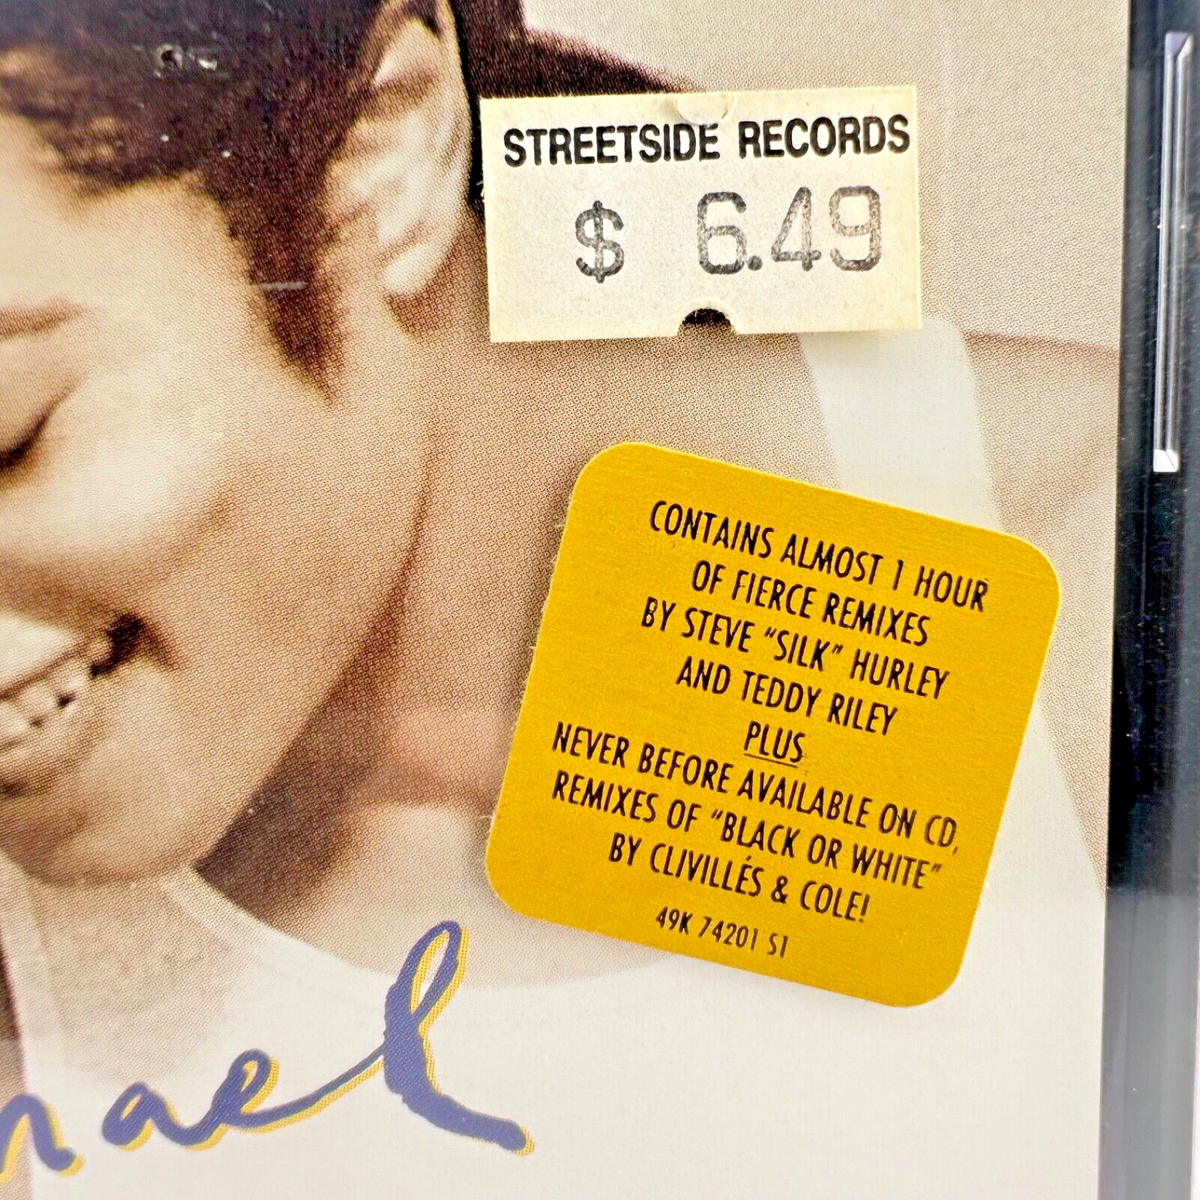 STREETSIDE RECORDS
$ 6.49
CONTAINS ALMOST 1 HOUR
OF FIERCE REMIXES
BY STEVE "SILK" HURLEY
AND TEDDY RILEY
PLUS
NEVER BEFORE AVAILABLE ON CD,
REMIXES OF "BLACK OR WHITE"
BY CLIVILLÉS & COLE!
49K 74201 S1
hael